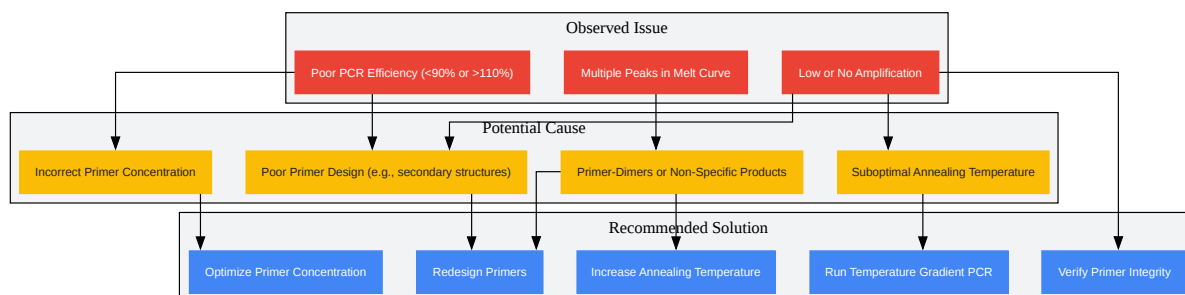 Observed Issue
Poor PCR Efficiency (<90% or >110%)
Multiple Peaks in Melt Curve
Low or No Amplification
Potential Cause
Incorrect Primer Concentration
Poor Primer Design (e.g., secondary structures)
Primer-Dimers or Non-Specific Products
Suboptimal Annealing Temperature
Recommended Solution
Optimize Primer Concentration
Redesign Primers
Increase Annealing Temperature
Run Temperature Gradient PCR
Verify Primer Integrity